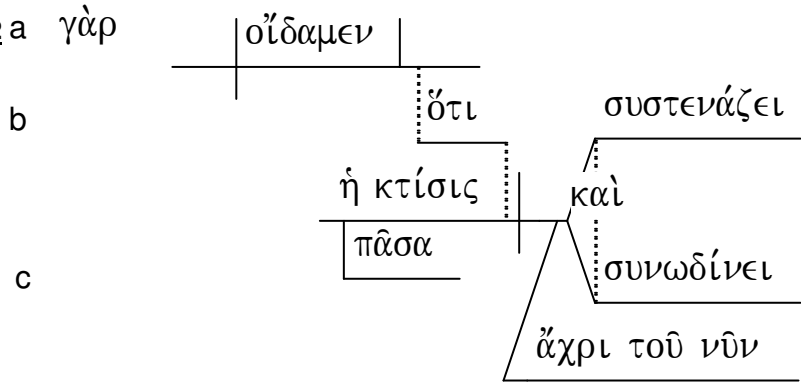 a γὰρ οἴδαμεν
b ὅτι συστενάζει
ἡ κτίσις καὶ
πᾶσα
c συνωδίνει
ἄχρι τοῦ νῦν